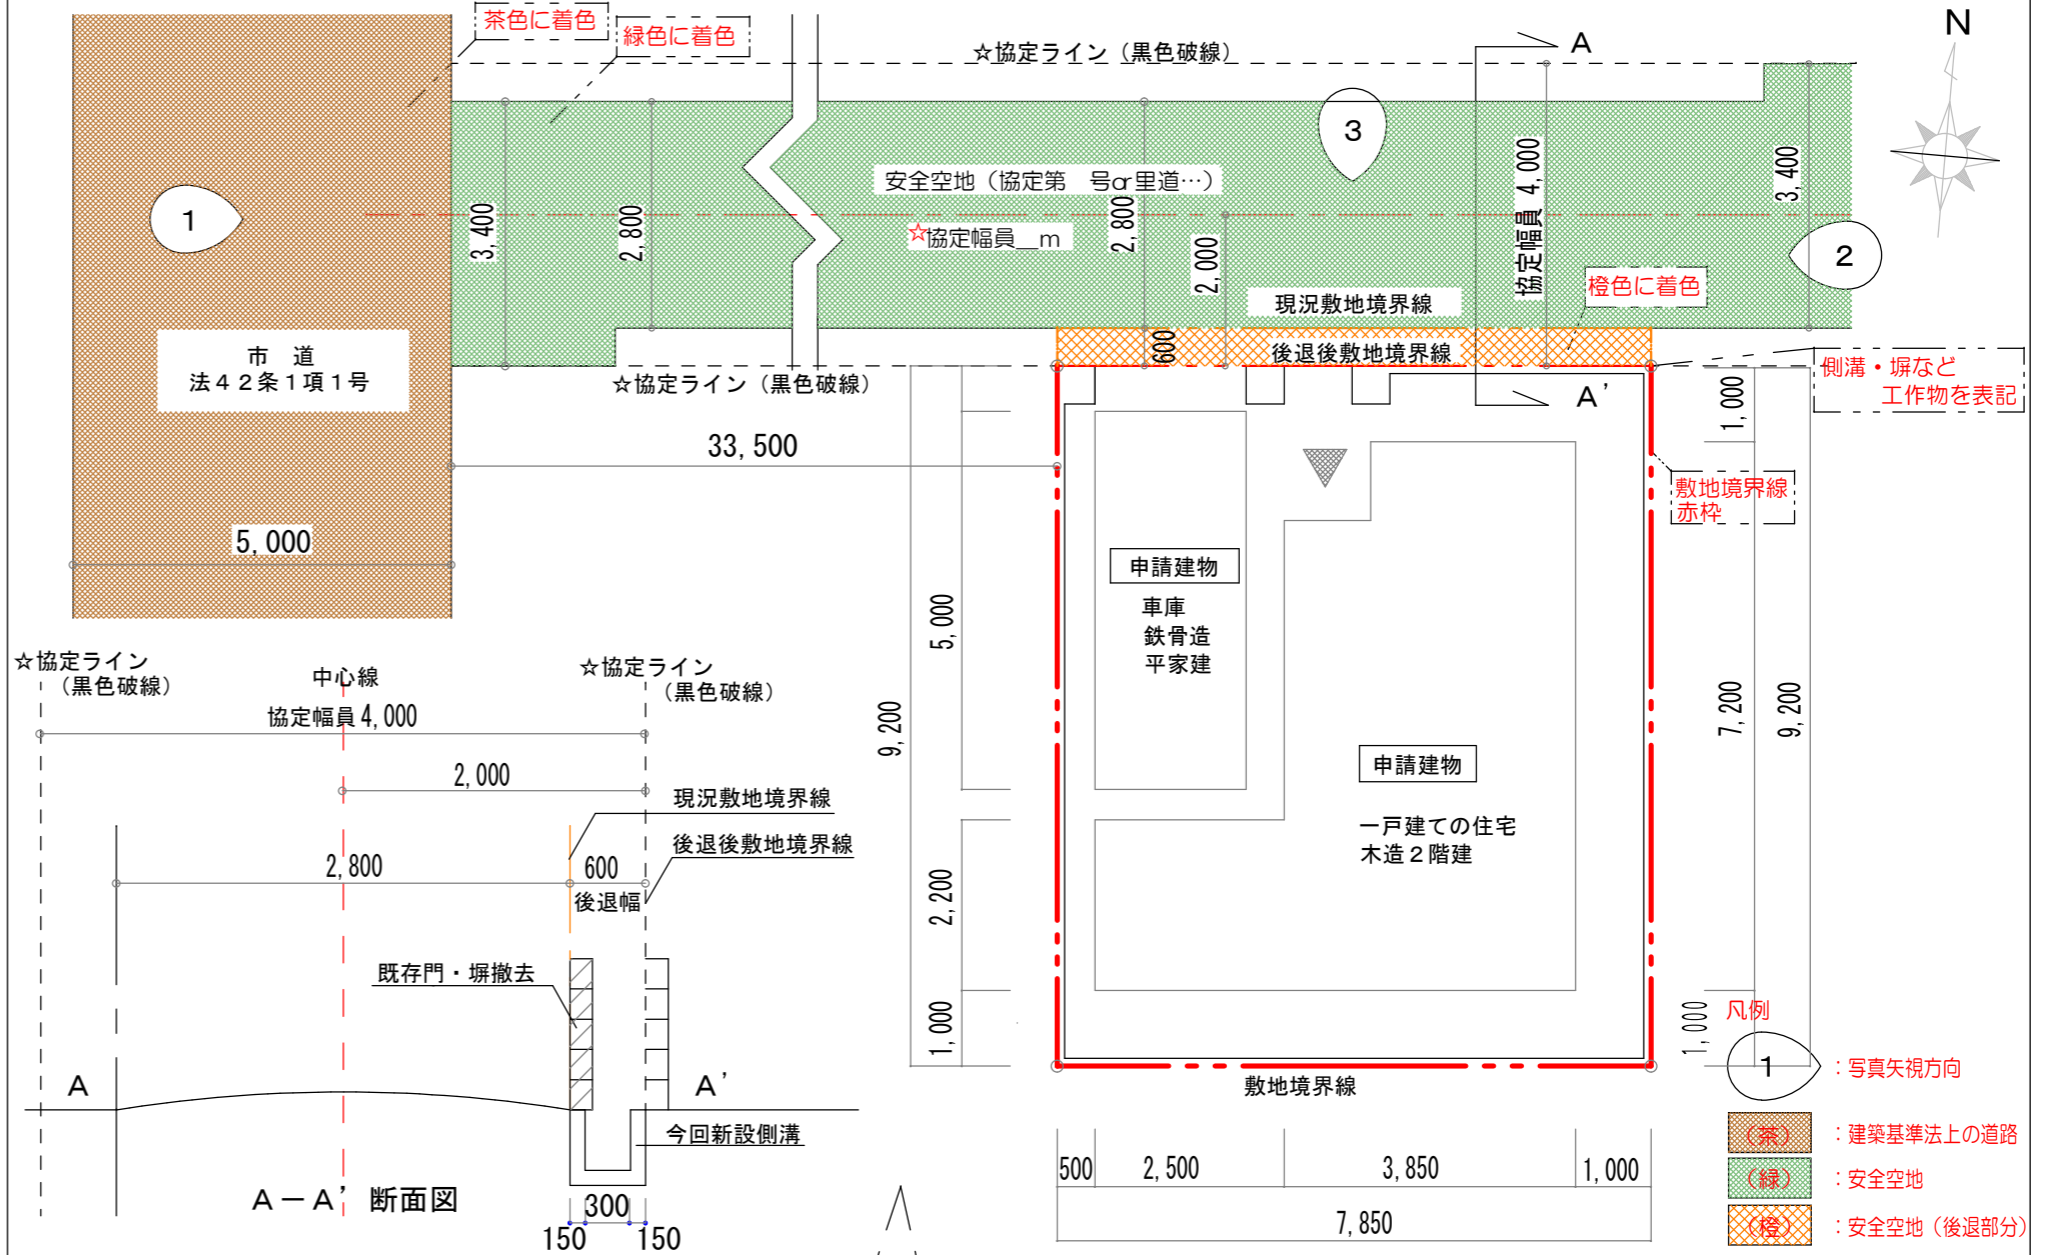 茶色に着色
緑色に着色
☆協定ライン（黒色破線）
A
N
3
安全空地（協定第　号or里道…）
☆協定幅員__m
1
2
3,400
2,800
2,800
2,000
協定幅員 4,000
3,400
橙色に着色
現況敷地境界線
600
後退後敷地境界線
市　道
法４２条１項１号
☆協定ライン（黒色破線）
A'
側溝・塀など
工作物を表記
33,500
1,000
敷地境界線
赤枠
5,000
申請建物
車庫
鉄骨造
平家建
5,000
9,200
7,200
9,200
申請建物
一戸建ての住宅
木造２階建
2,200
1,000
1,000
敷地境界線
500
2,500
3,850
1,000
7,850
☆協定ライン
（黒色破線）
中心線
☆協定ライン
（黒色破線）
協定幅員4,000
2,000
現況敷地境界線
後退後敷地境界線
2,800
600
後退幅
既存門・塀撤去
A
A'
今回新設側溝
A－A' 断面図
300
150
150
凡例
1
：写真矢視方向
（茶）
：建築基準法上の道路
（緑）
：安全空地
（橙）
：安全空地（後退部分）